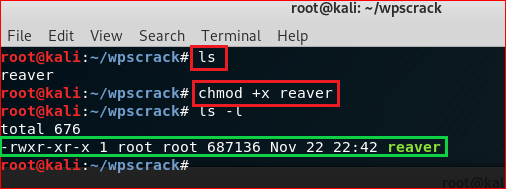 root@kali: ~/wpscrack
File Edit View Search Terminal Help
root@kali:~/wpscrack# ls
reaver
root@kali:~/wpscrack# chmod +x reaver
root@kali:~/wpscrack# ls -l
total 676
-rwxr-xr-x 1 root root 687136 Nov 22 22:42 reaver
root@kali:~/wpscrack#
root@kal